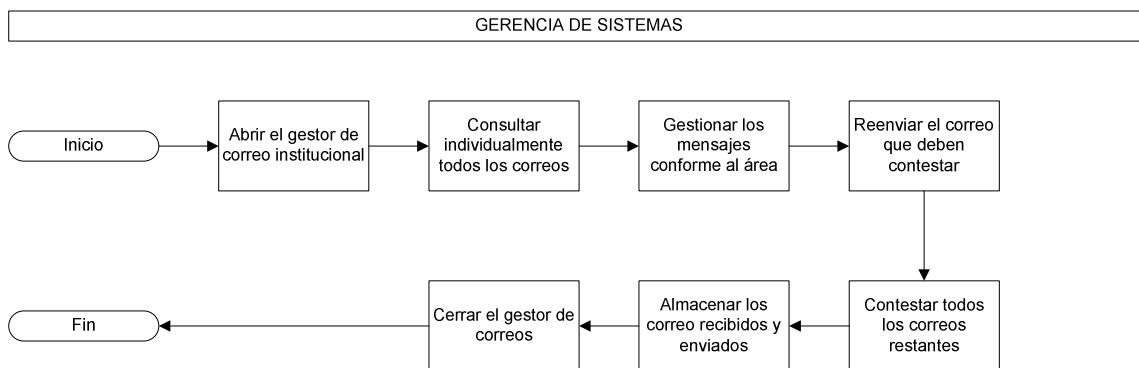 GERENCIA DE SISTEMAS
Inicio
Abrir el gestor de
correo institucional
Consultar
individualmente
todos los correos
Gestionar los
mensajes
conforme al área
Reenviar el correo
que deben
contestar
Contestar todos
los correos
restantes
Almacenar los
correo recibidos y
enviados
Cerrar el gestor de
correos
Fin